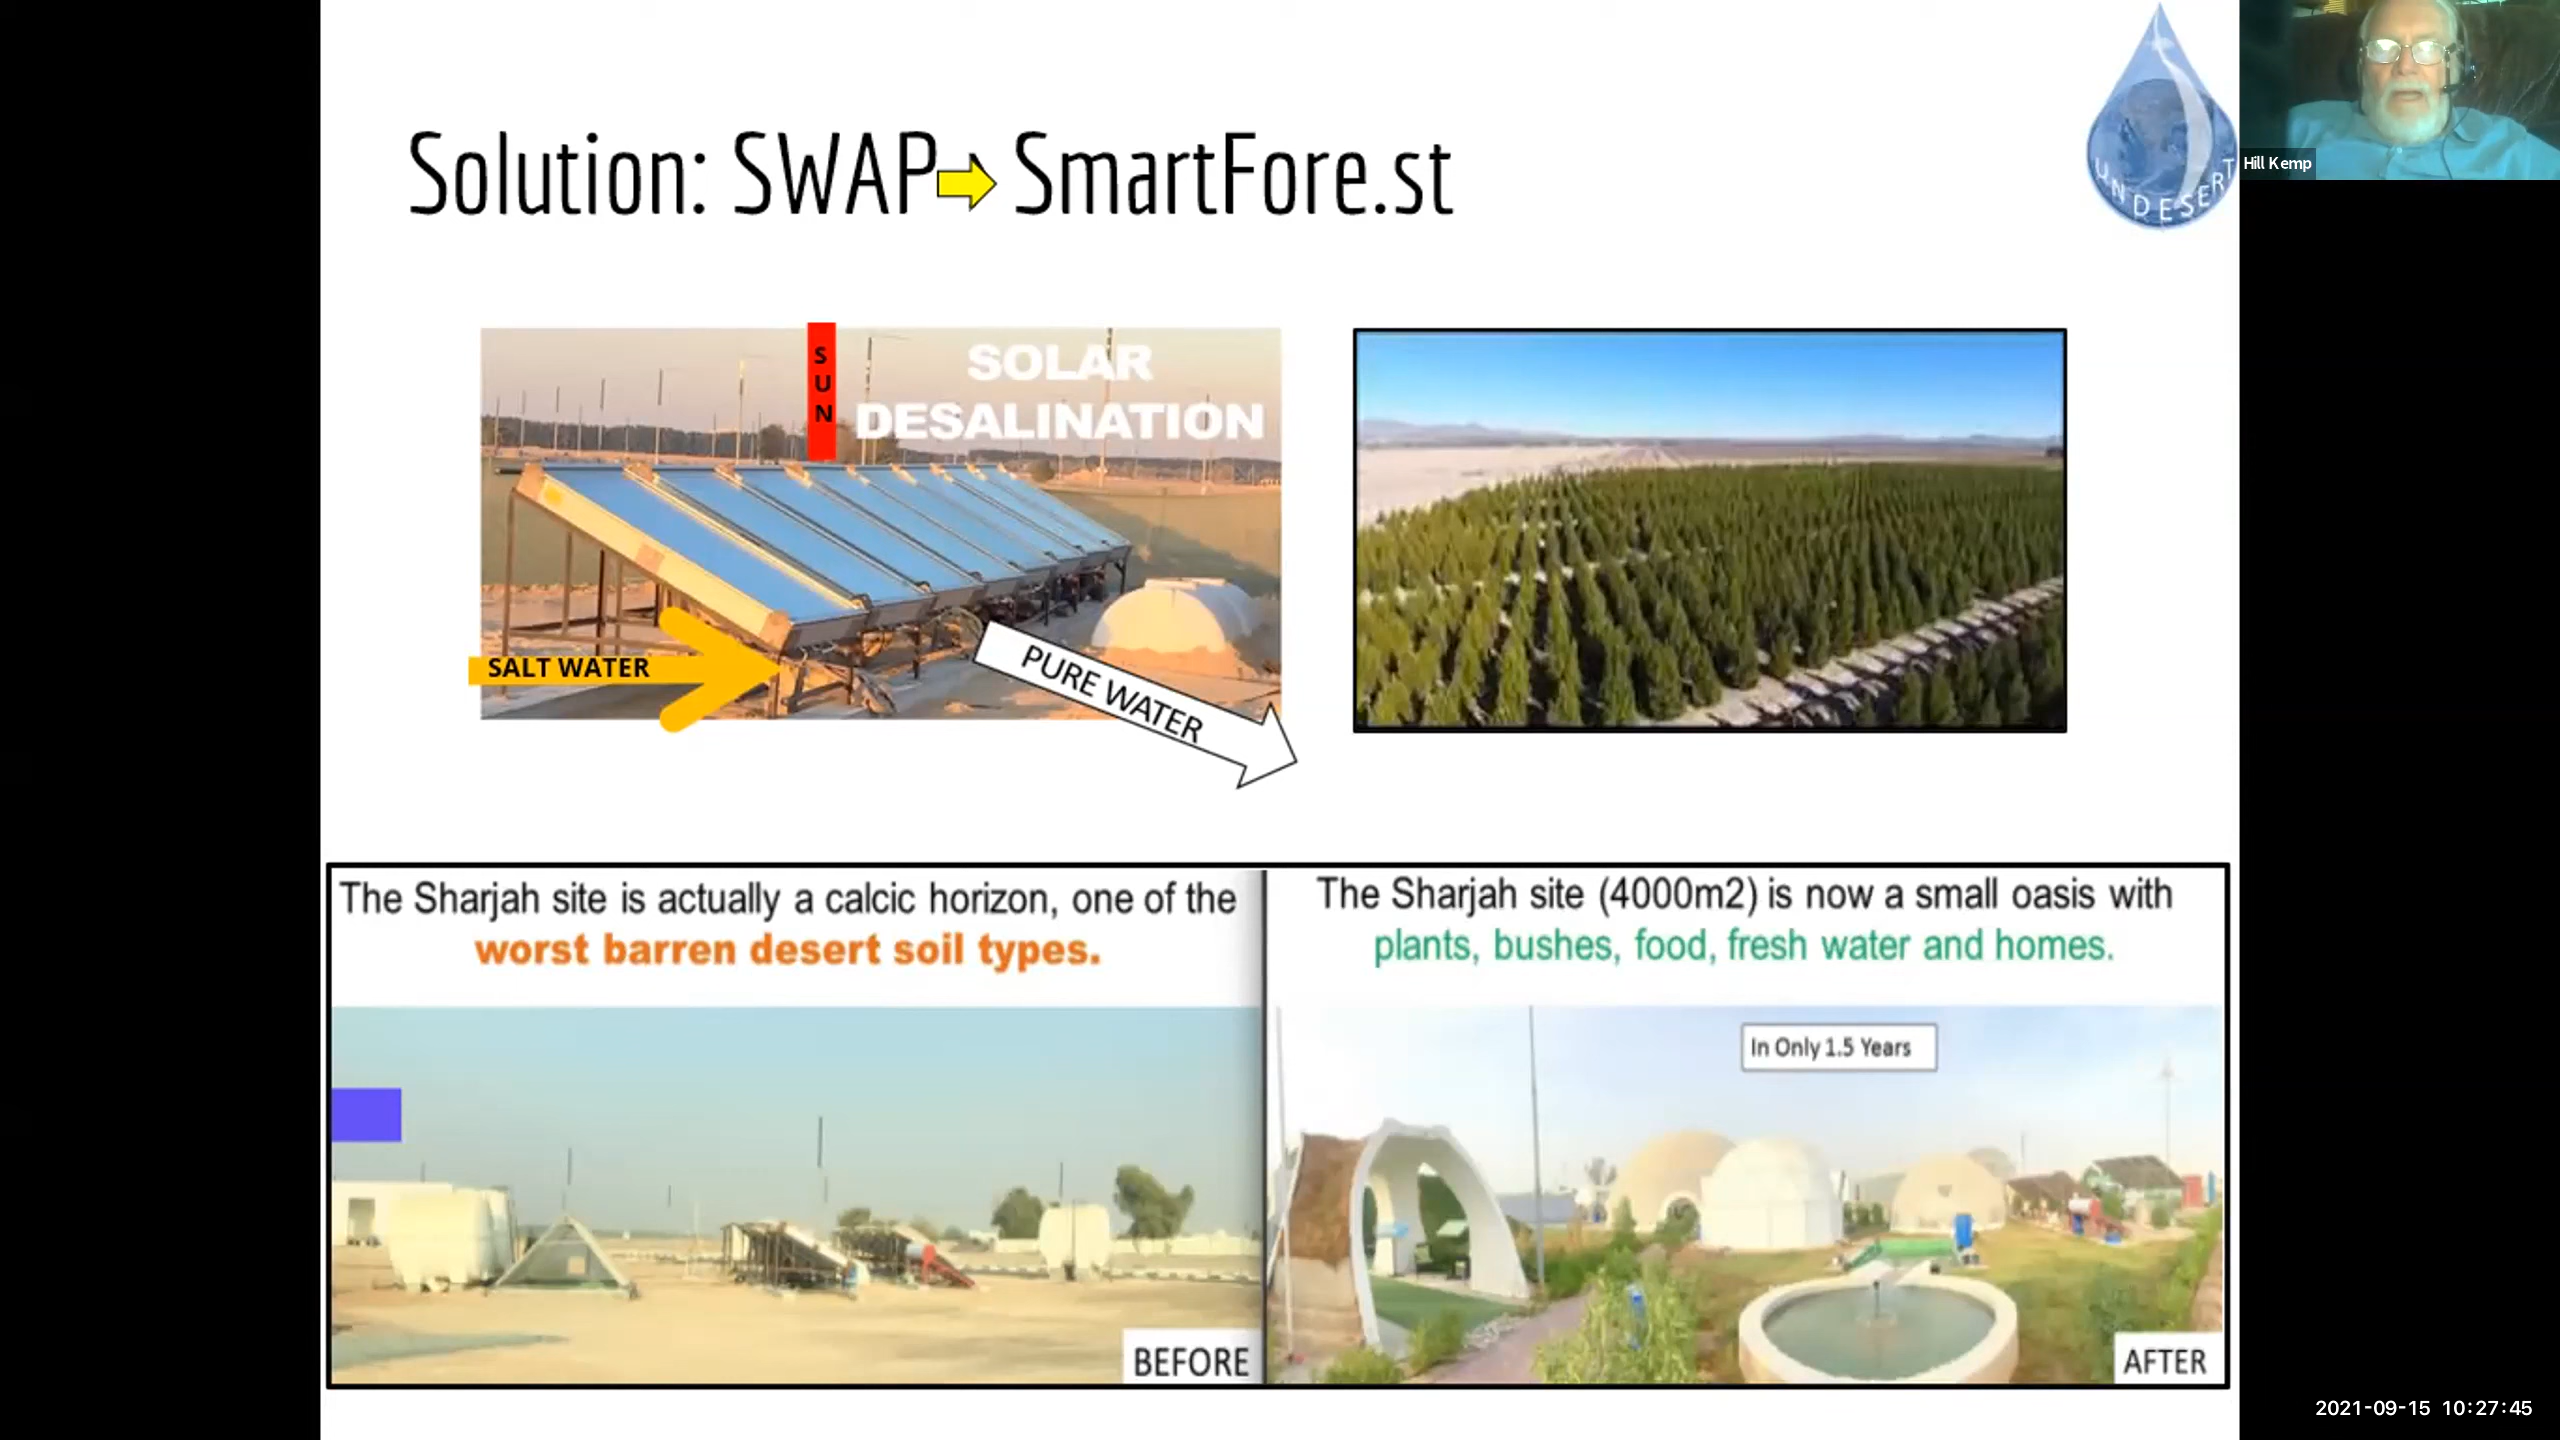 Solution: SWAP SmartFore.st
UNDESERT
Hill Kemp
SUN
SOLAR
DESALINATION
SALT WATER
PURE WATER
The Sharjah site is actually a calcic horizon, one of the
worst barren desert soil types.
BEFORE
The Sharjah site (4000m2) is now a small oasis with
plants, bushes, food, fresh water and homes.
In Only 1.5 Years
AFTER
2021-09-15 10:27:45